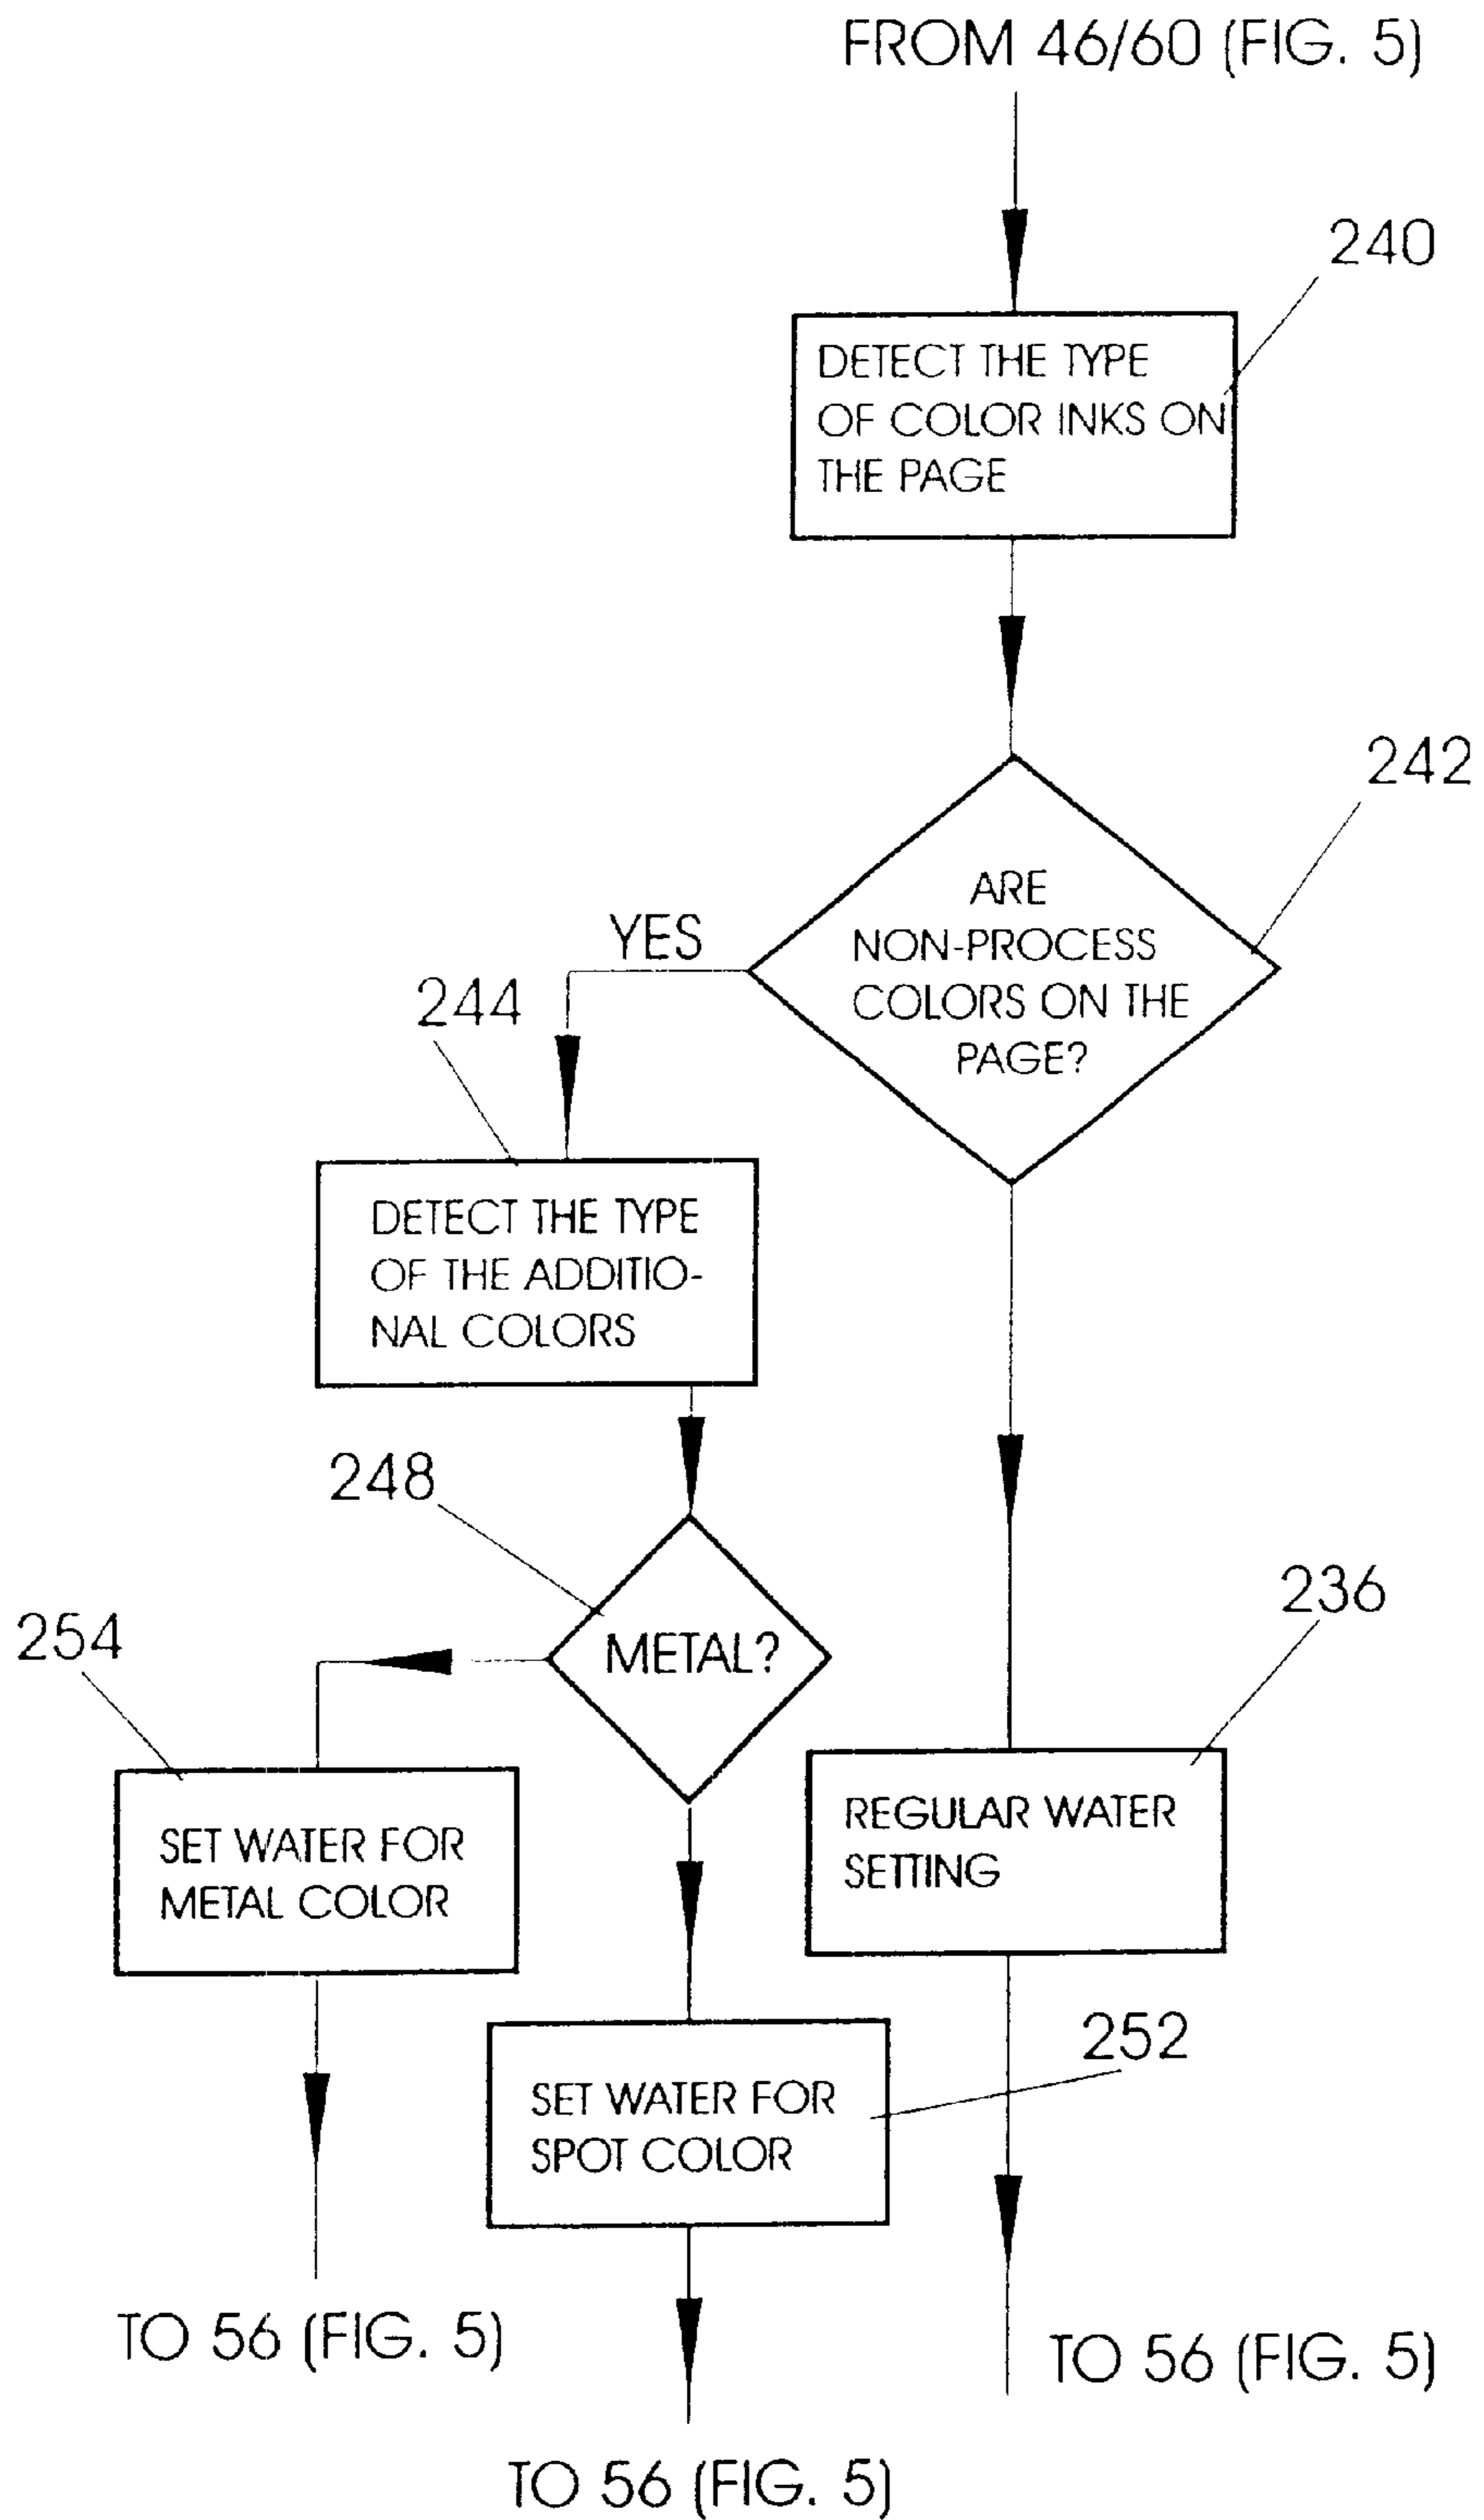 FROM 46/60 (FIG. 5)
240
DETECT THE TYPE
OF COLOR INKS ON
THE PAGE
242
ARE
NON-PROCESS
COLORS ON THE
PAGE?
YES
244
DETECT THE TYPE
OF THE ADDITIO-
NAL COLORS
248
METAL?
236
254
REGULAR WATER
SETTING
SET WATER FOR
METAL COLOR
252
SET WATER FOR
SPOT COLOR
TO 56 (FIG. 5)
TO 56 (FIG. 5)
TO 56 (FIG. 5)